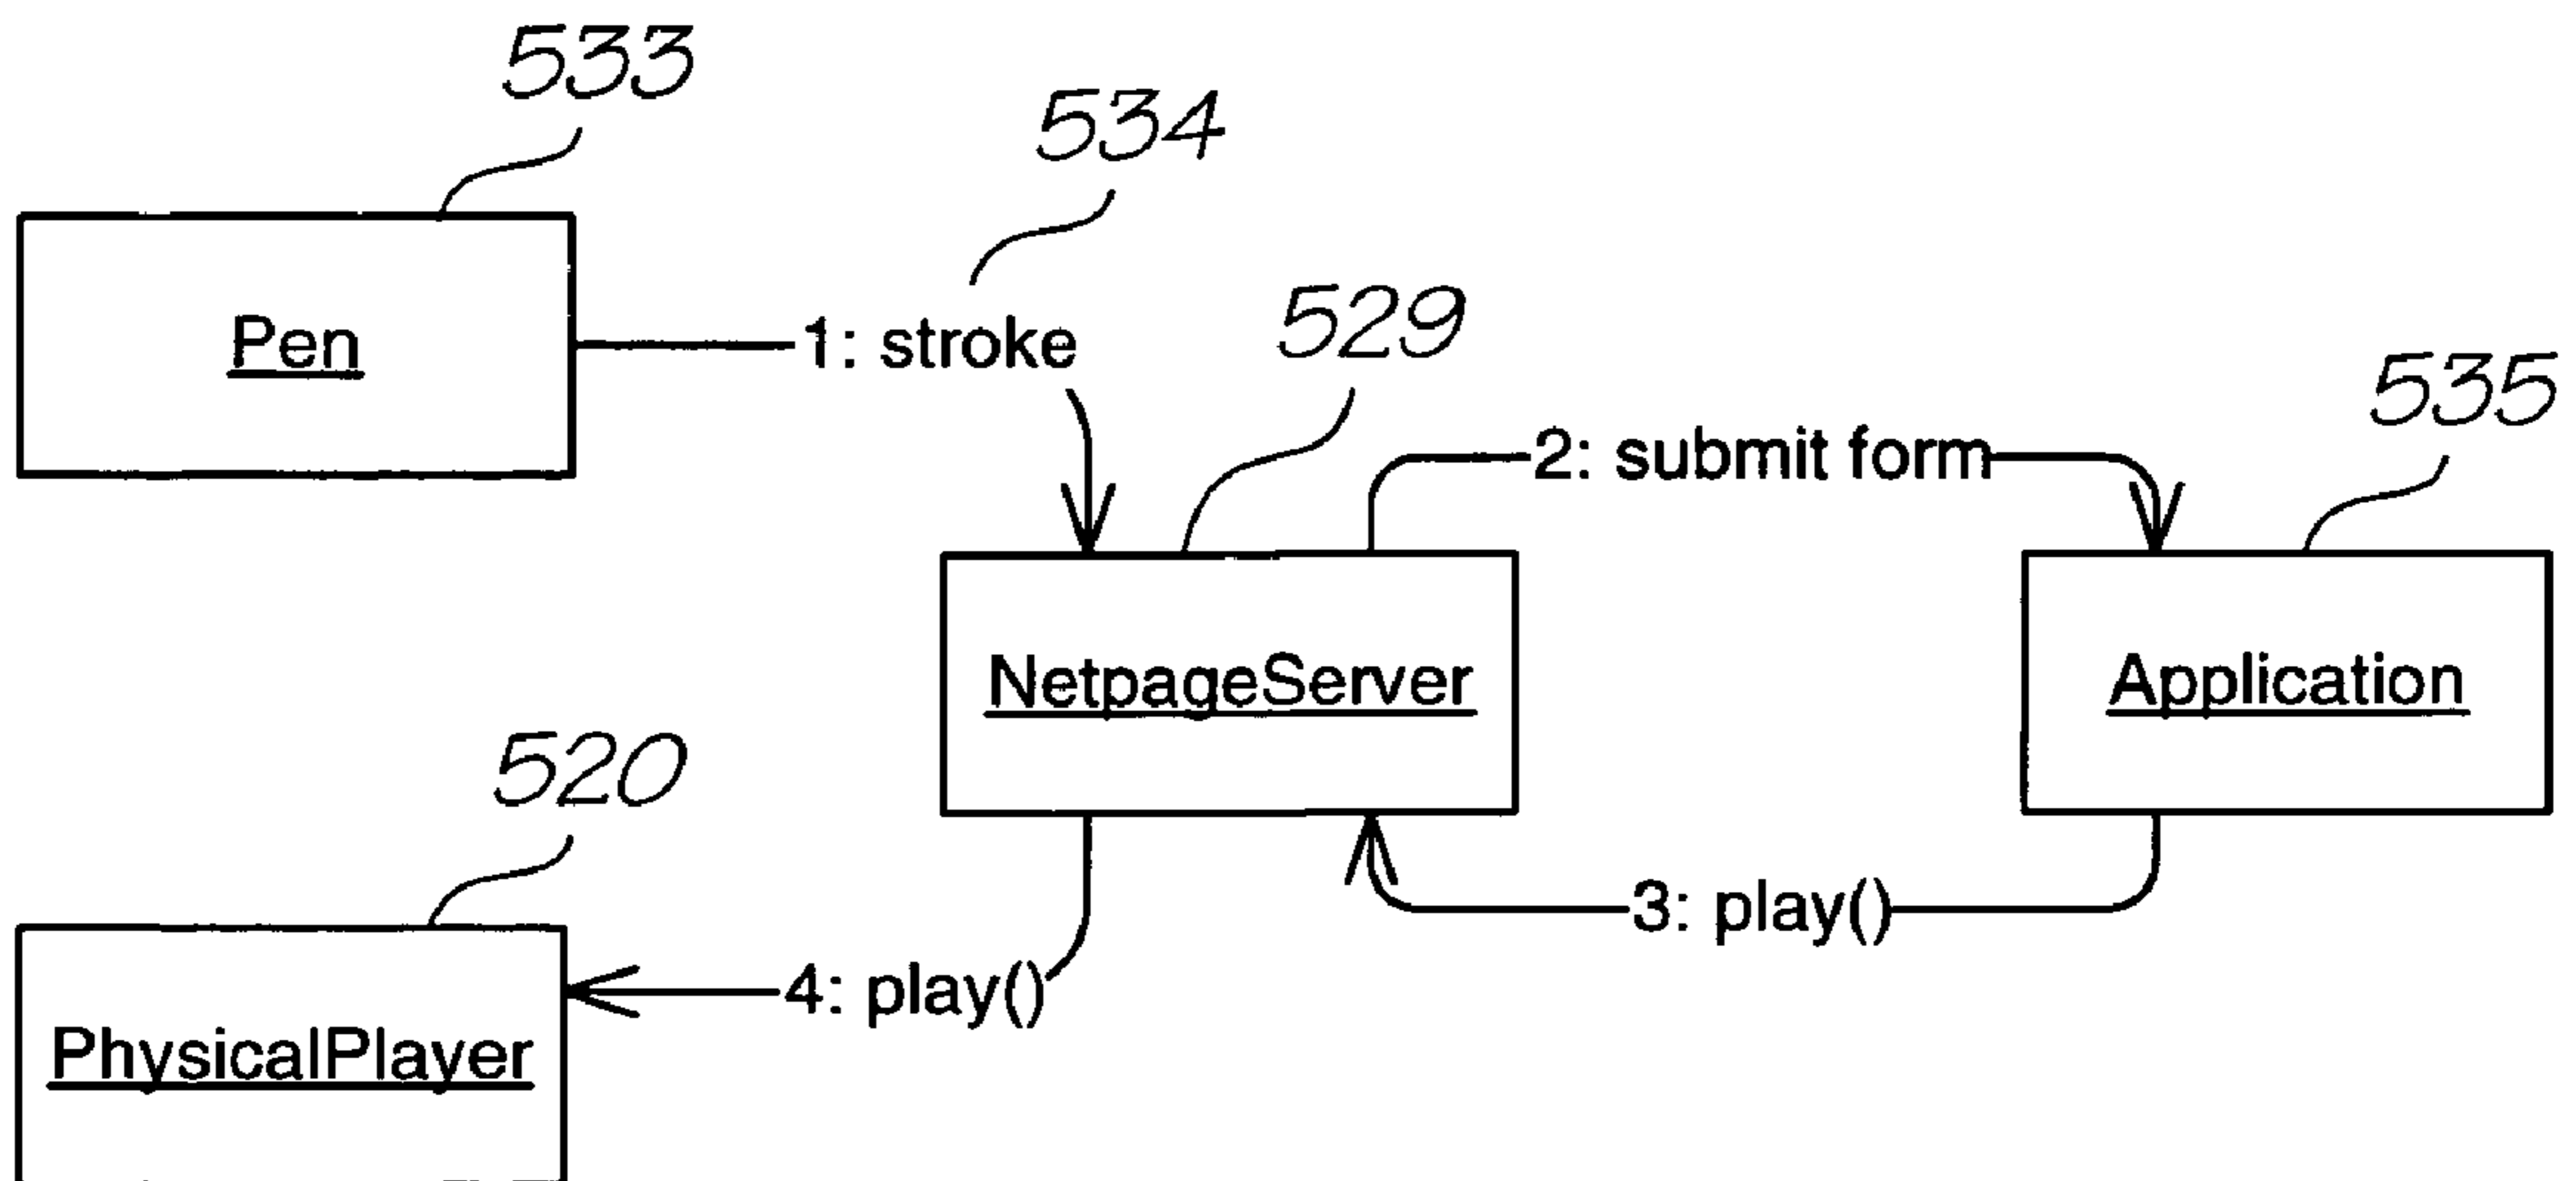 533
534
Pen
1: stroke
529
535
2: submit form
NetpageServer
Application
520
3: play()
4: play()
PhysicalPlayer